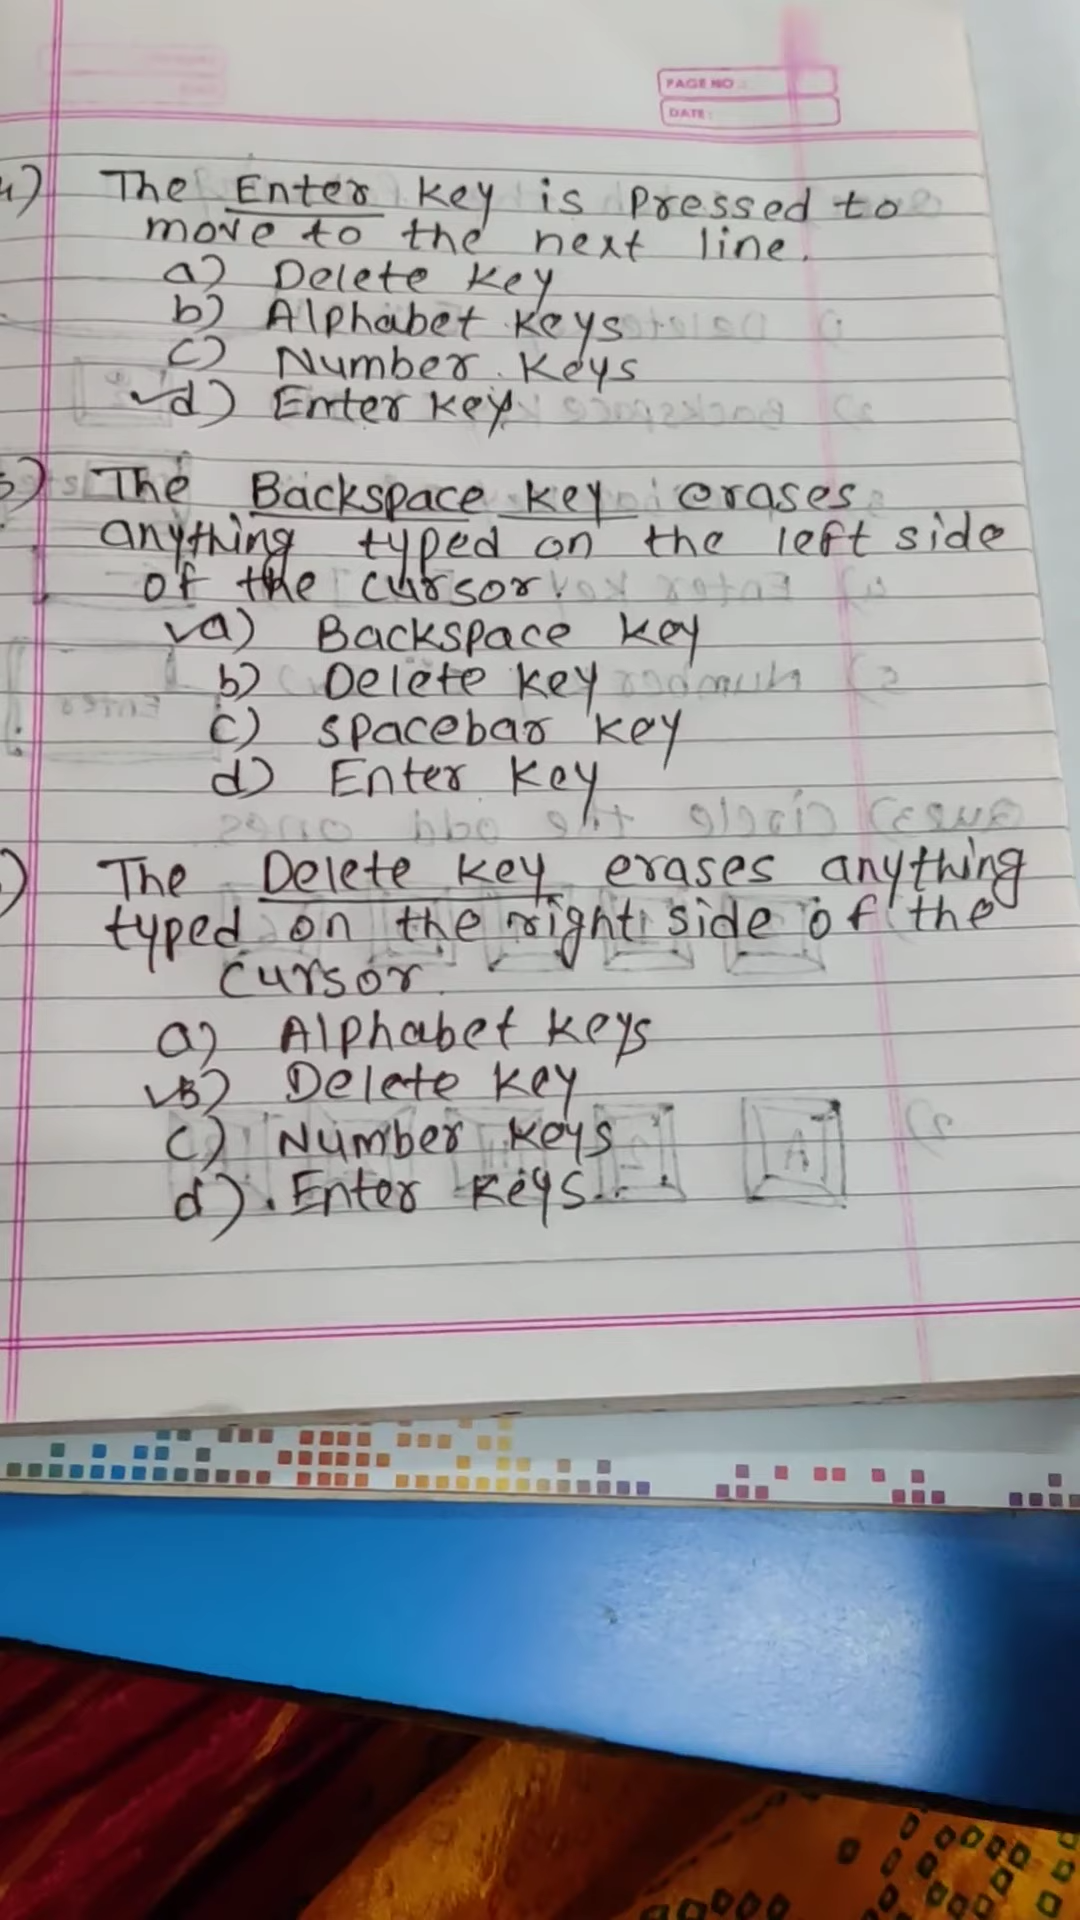 PAGE NO.:
DATE:
4) The Enter key is Pressed to
move to the next line.
a) Delete key
b) Alphabet keys
c) Number keys
d) Enter key
5) The Backspace key erases
anything typed on the left side
of the cursor.
a) Backspace key
b) Delete key
c) spacebar key
d) Enter key
) The Delete key erases anything
typed on the right side of the
cursor
a) Alphabet keys
b) Delete key
c) Number keys
d) Enter keys.